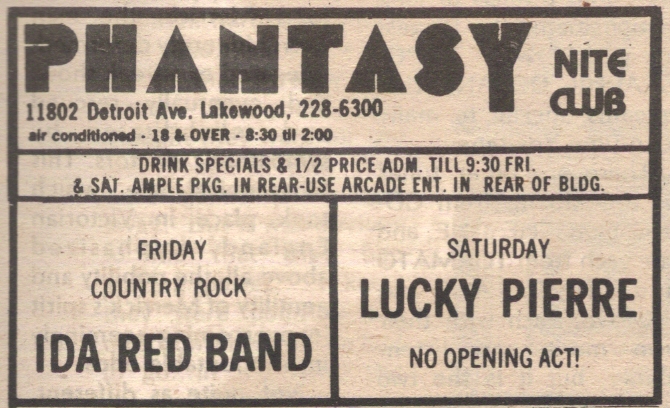 PHANTASY NITE CLUB
11802 Detroit Ave. Lakewood, 228-6300
air conditioned - 18 & OVER - 8:30 til 2:00
DRINK SPECIALS & 1/2 PRICE ADM. TILL 9:30 FRI.
& SAT. AMPLE PKG. IN REAR-USE ARCADE ENT. IN REAR OF BLDG.
FRIDAY
COUNTRY ROCK
IDA RED BAND
SATURDAY
LUCKY PIERRE
NO OPENING ACT!